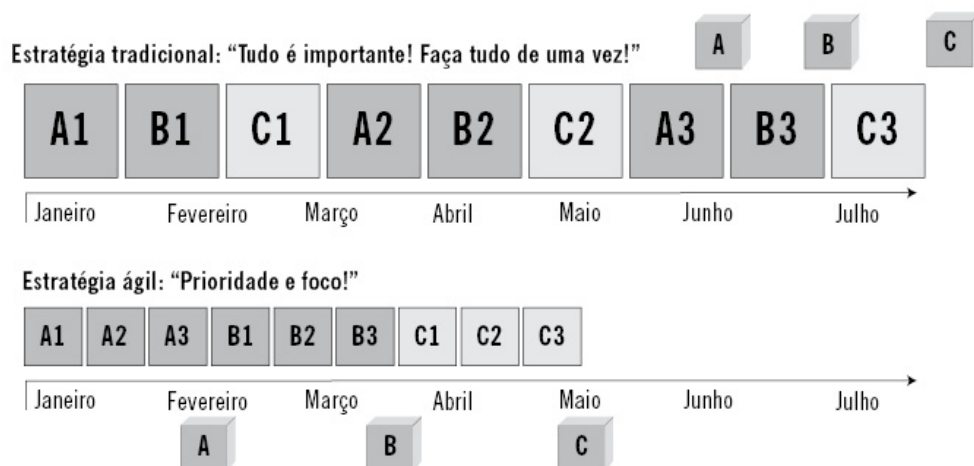 A B C
Estratégia tradicional: “Tudo é importante! Faça tudo de uma vez!”
A1 B1 C1 A2 B2 C2 A3 B3 C3
Janeiro Fevereiro Março Abril Maio Junho Julho
Estratégia ágil: “Prioridade e foco!”
A1 A2 A3 B1 B2 B3 C1 C2 C3
Janeiro Fevereiro Março Abril Maio Junho Julho
A B C